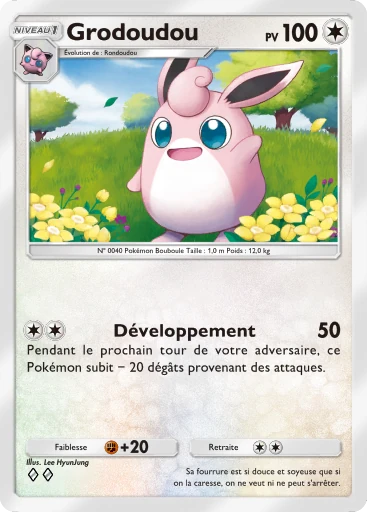 NIVEAU 1
Grodoudou
PV 100
Évolution de : Rondoudou
N° 0040 Pokémon Bouboule Taille : 1,0 m Poids : 12,0 kg
Développement 50
Pendant le prochain tour de votre adversaire, ce
Pokémon subit − 20 dégâts provenant des attaques.
Faiblesse +20
Retraite
Illus. Lee HyunJung
Sa fourrure est si douce et soyeuse que si
on la caresse, on ne veut ni ne peut s'arrêter.